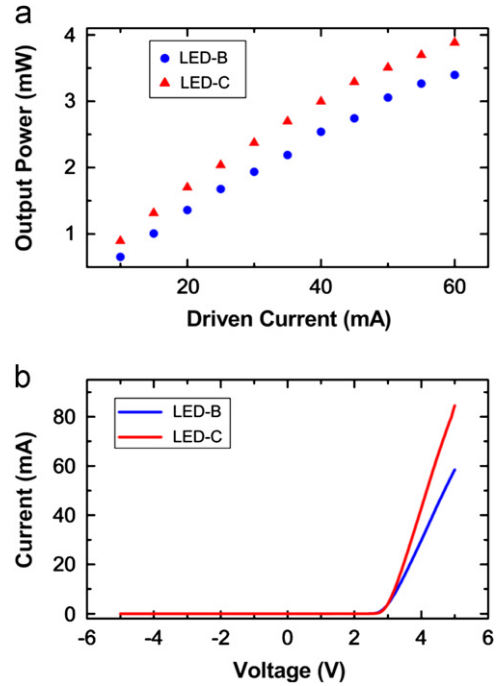 a
Output Power (mW)
4
3
2
1
LED-B
LED-C
20 40 60
Driven Current (mA)
b
Current (mA)
80
60
40
20
0
LED-B
LED-C
-6 -4 -2 0 2 4 6
Voltage (V)